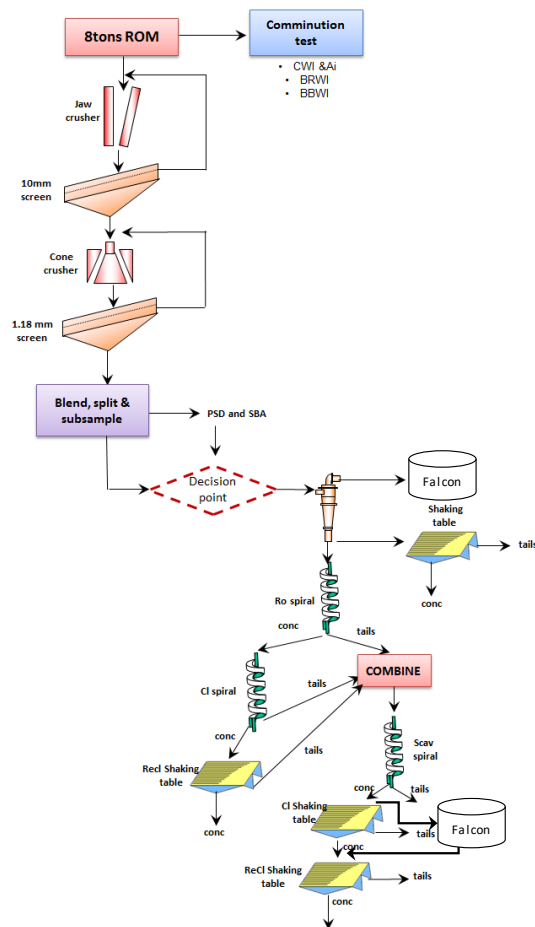 8tons ROM
Comminution
test
• CWI &Ai
• BRWI
• BBWI
Jaw
crusher
10mm
screen
Cone
crusher
1.18 mm
screen
Blend, split &
subsample
PSD and SBA
Decision
point
Falcon
Shaking
table
tails
conc
Ro spiral
conc
tails
COMBINE
Cl spiral
tails
conc
tails
Recl Shaking
table
conc
Scav
spiral
conc
tails
Cl Shaking
table
tails
Falcon
conc
ReCl Shaking
table
tails
conc